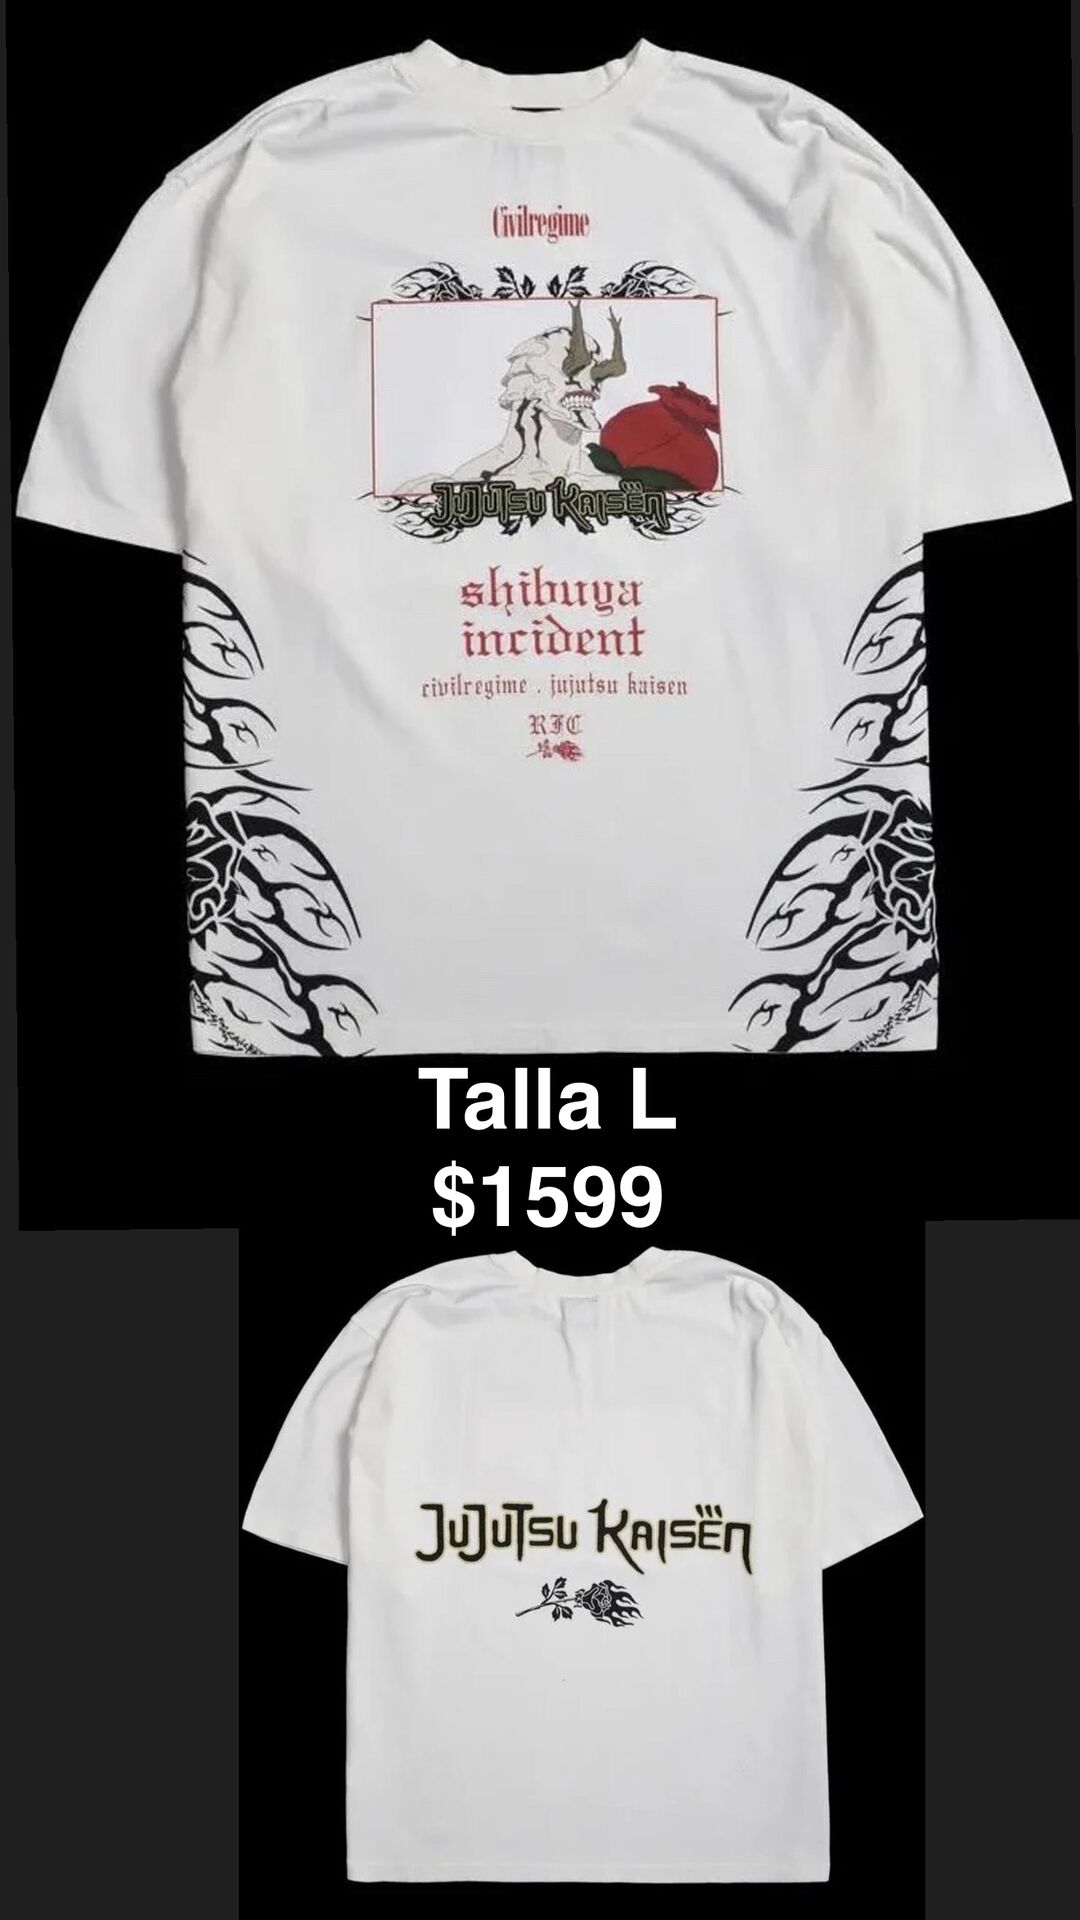 Civilregime
JUJUTSU KAISEN
shibuya
incident
civilregime . jujutsu kaisen
RFC
Talla L
$1599
JUJUTSU KAISEN